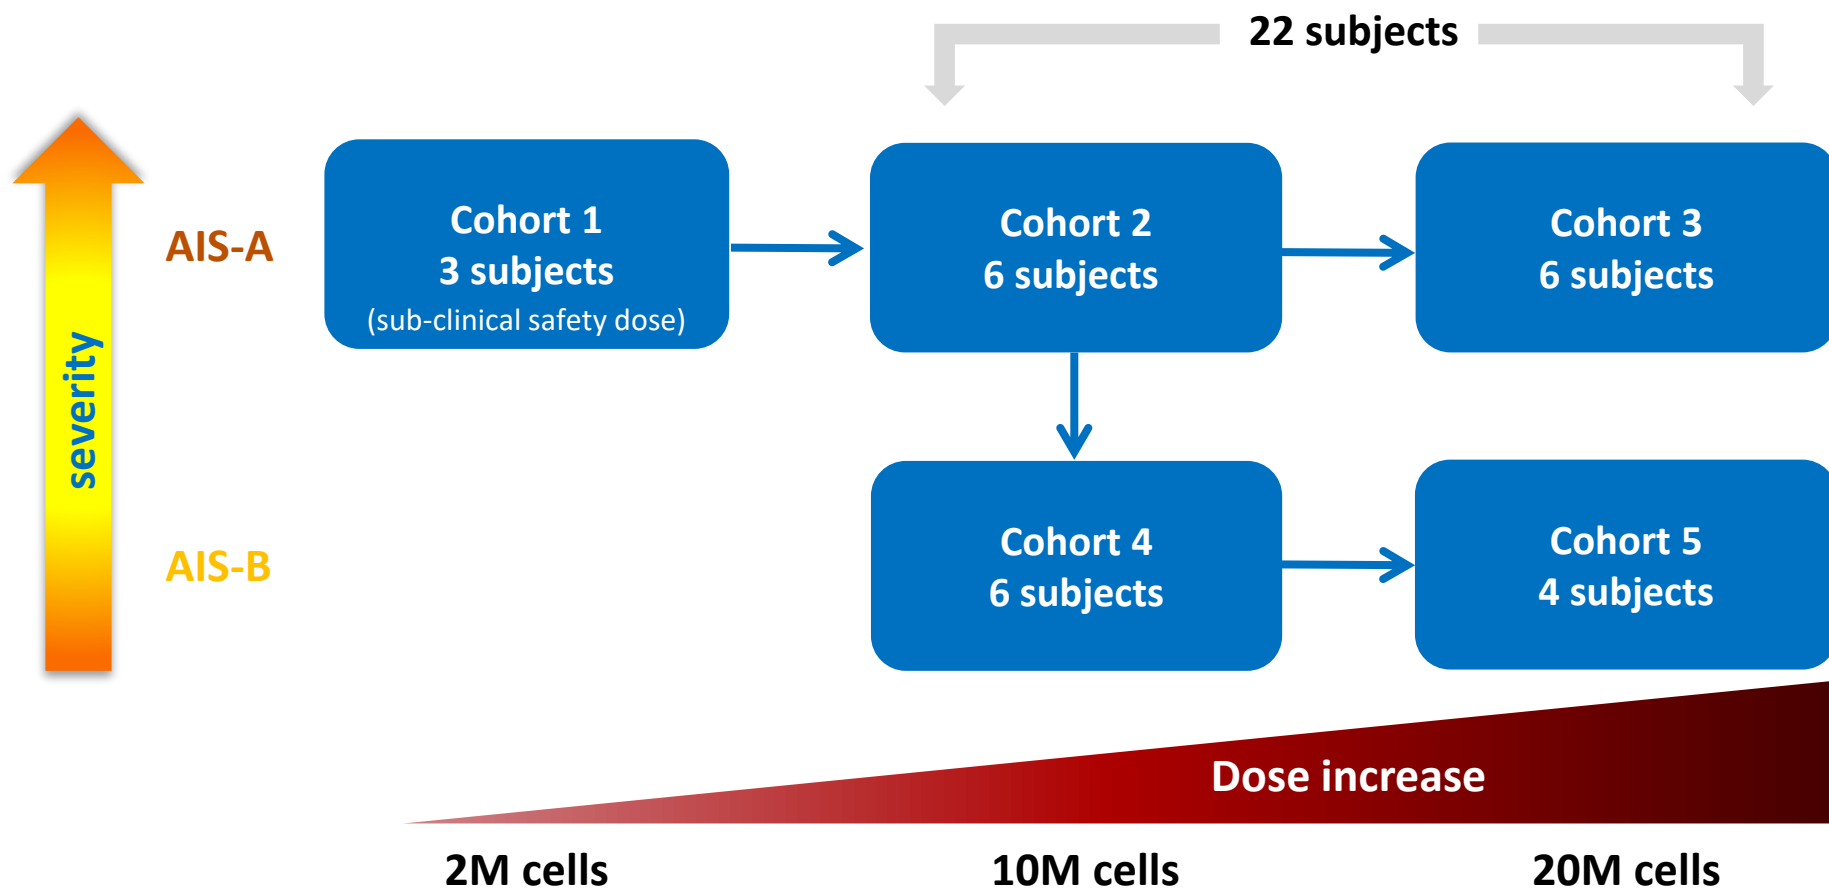 22 subjects
severity
AIS-A
Cohort 1
3 subjects
(sub-clinical safety dose)
Cohort 2
6 subjects
Cohort 3
6 subjects
AIS-B
Cohort 4
6 subjects
Cohort 5
4 subjects
Dose increase
2M cells
10M cells
20M cells